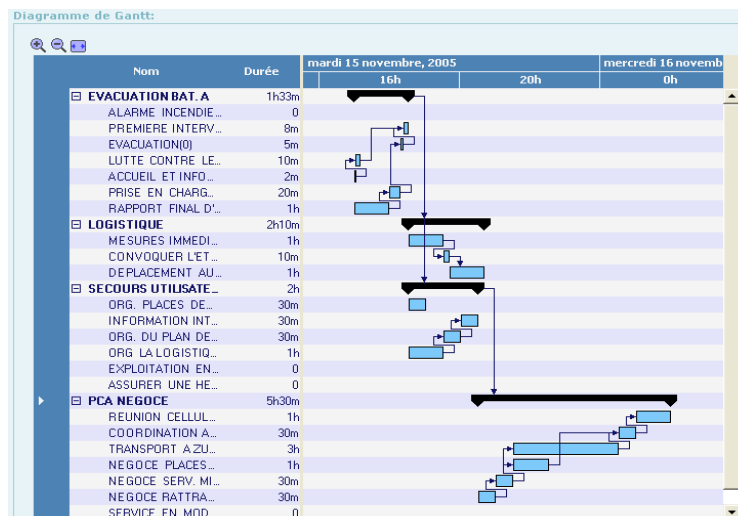 Diagramme de Gantt:
Nom Durée mardi 15 novembre, 2005 mercredi 16 novemb
16h 20h 0h
EVACUATION BAT. A 1h33m
ALARME INCENDIE... 0
PREMIERE INTERV... 8m
EVACUATION(0) 5m
LUTTE CONTRE LE... 10m
ACCUEIL ET INFO... 2m
PRISE EN CHARG... 20m
RAPPORT FINAL D'... 1h
LOGISTIQUE 2h10m
MESURES IMMEDI... 1h
CONVOQUER L'ET... 10m
DEPLACEMENT AU... 1h
SECOURS UTILISATE... 2h
ORG. PLACES DE... 30m
INFORMATION INT... 30m
ORG. DU PLAN DE... 30m
ORG LA LOGISTIQ... 1h
EXPLOITATION EN... 0
ASSURER UNE HE... 0
PCA NEGOCE 5h30m
REUNION CELLUL... 1h
COORDINATION A... 30m
TRANSPORT A ZU... 3h
NEGOCE PLACES... 1h
NEGOCE SERV. MI... 30m
NEGOCE RATTRA... 30m
SERVICE EN MOD... 0